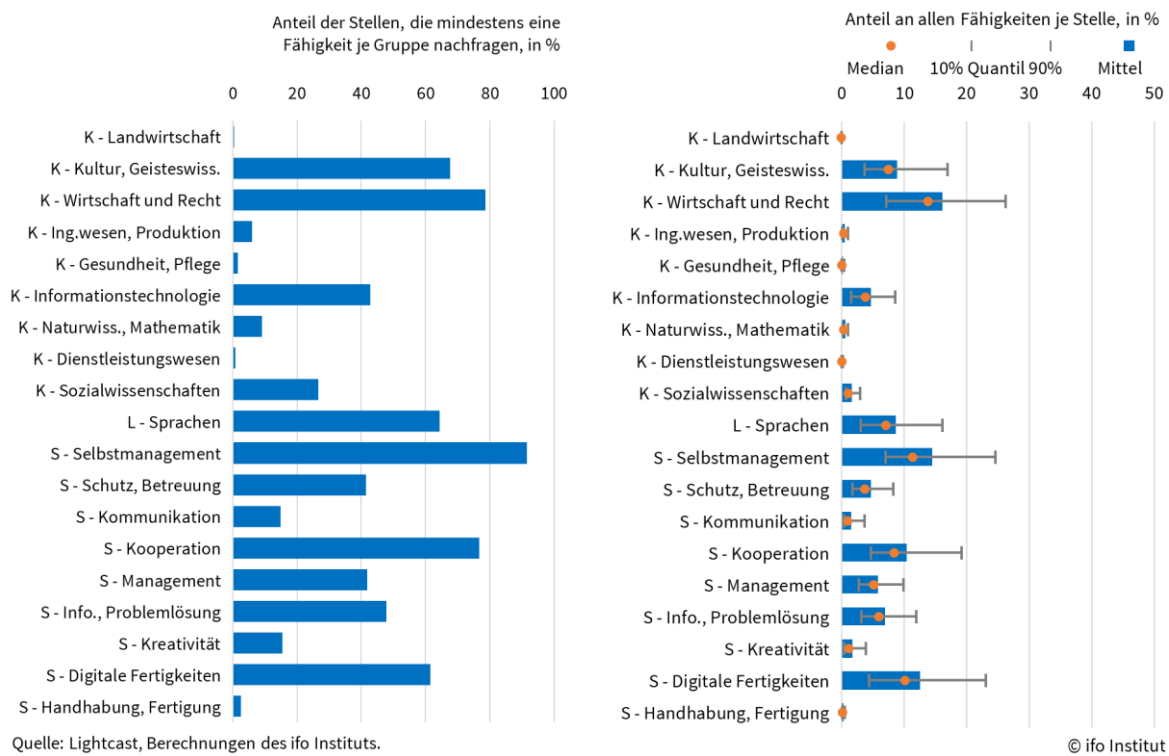 Anteil der Stellen, die mindestens eine
Fähigkeit je Gruppe nachfragen, in %
0 20 40 60 80 100
K - Landwirtschaft
K - Kultur, Geisteswiss.
K - Wirtschaft und Recht
K - Ing.wesen, Produktion
K - Gesundheit, Pflege
K - Informationstechnologie
K - Naturwiss., Mathematik
K - Dienstleistungswesen
K - Sozialwissenschaften
L - Sprachen
S - Selbstmanagement
S - Schutz, Betreuung
S - Kommunikation
S - Kooperation
S - Management
S - Info., Problemlösung
S - Kreativität
S - Digitale Fertigkeiten
S - Handhabung, Fertigung
Anteil an allen Fähigkeiten je Stelle, in %
Median 10% Quantil 90% Mittel
0 10 20 30 40 50
K - Landwirtschaft
K - Kultur, Geisteswiss.
K - Wirtschaft und Recht
K - Ing.wesen, Produktion
K - Gesundheit, Pflege
K - Informationstechnologie
K - Naturwiss., Mathematik
K - Dienstleistungswesen
K - Sozialwissenschaften
L - Sprachen
S - Selbstmanagement
S - Schutz, Betreuung
S - Kommunikation
S - Kooperation
S - Management
S - Info., Problemlösung
S - Kreativität
S - Digitale Fertigkeiten
S - Handhabung, Fertigung
Quelle: Lightcast, Berechnungen des ifo Instituts.
© ifo Institut